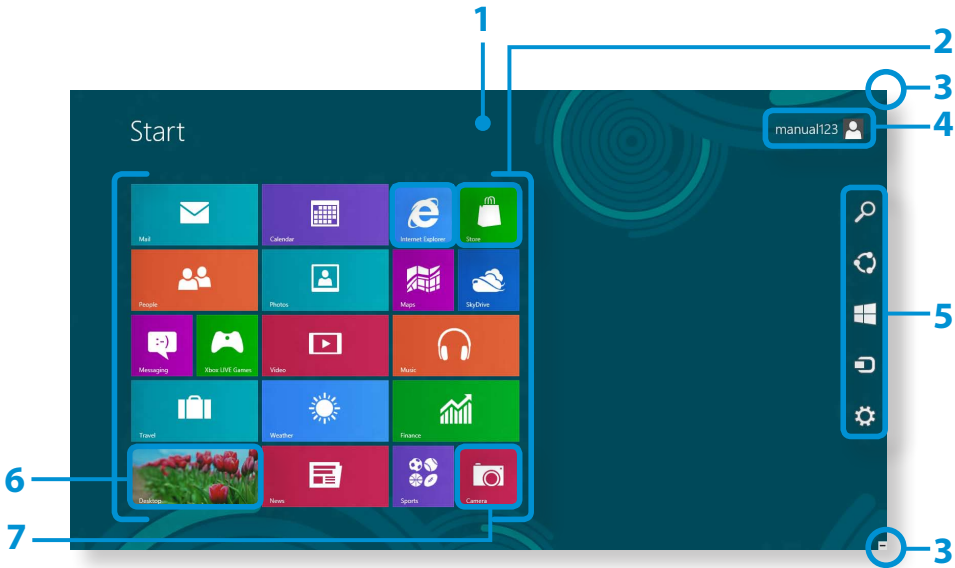 1
2
3
Start
manual123
4
Mail
Calendar
Internet Explorer
Store
People
Photos
Maps
SkyDrive
5
:-)
Messaging
Xbox LIVE Games
Video
Music
Travel
Weather
Finance
6
Desktop
News
Sports
Camera
7
3